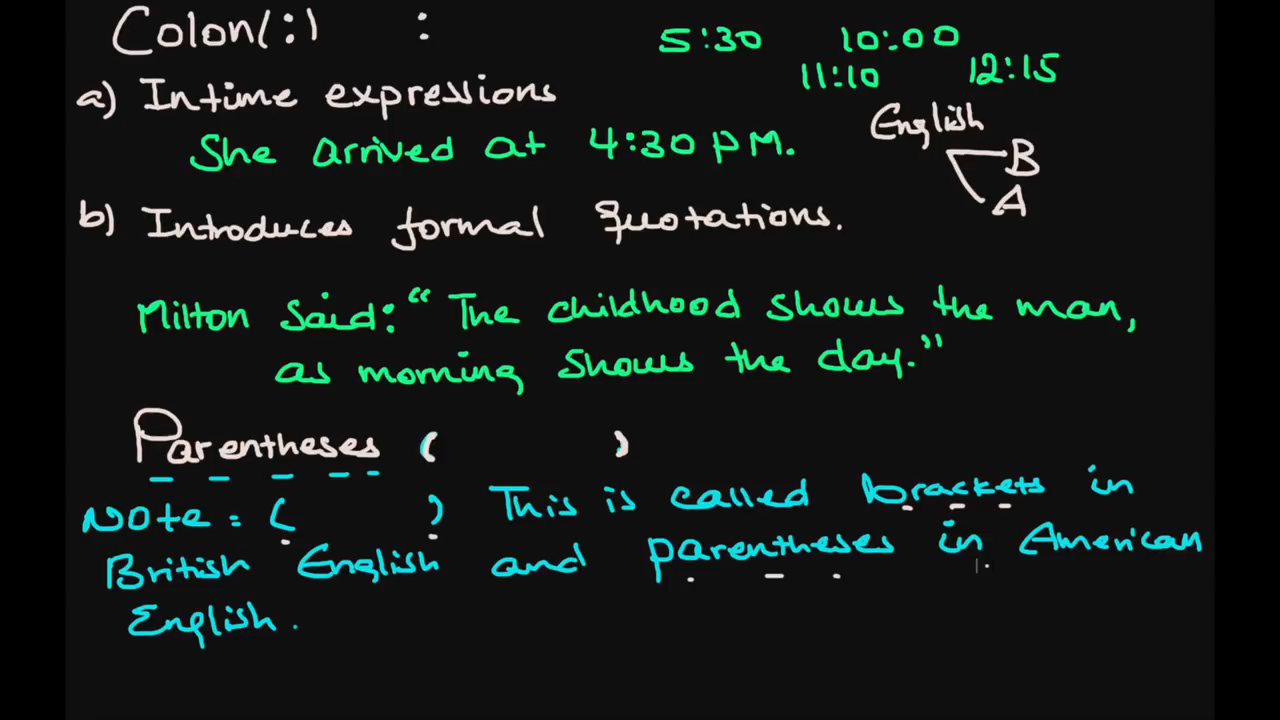 Colon(:) :
5:30 10:00
11:10 12:15
a) In time expressions
She arrived at 4:30 PM.
English
B
A
b) Introduces formal quotations.
Milton Said: “The childhood shows the man,
as morning shows the day.”
Parentheses ( )
Note: ( ) This is called brackets in
British English and parentheses in American
English.